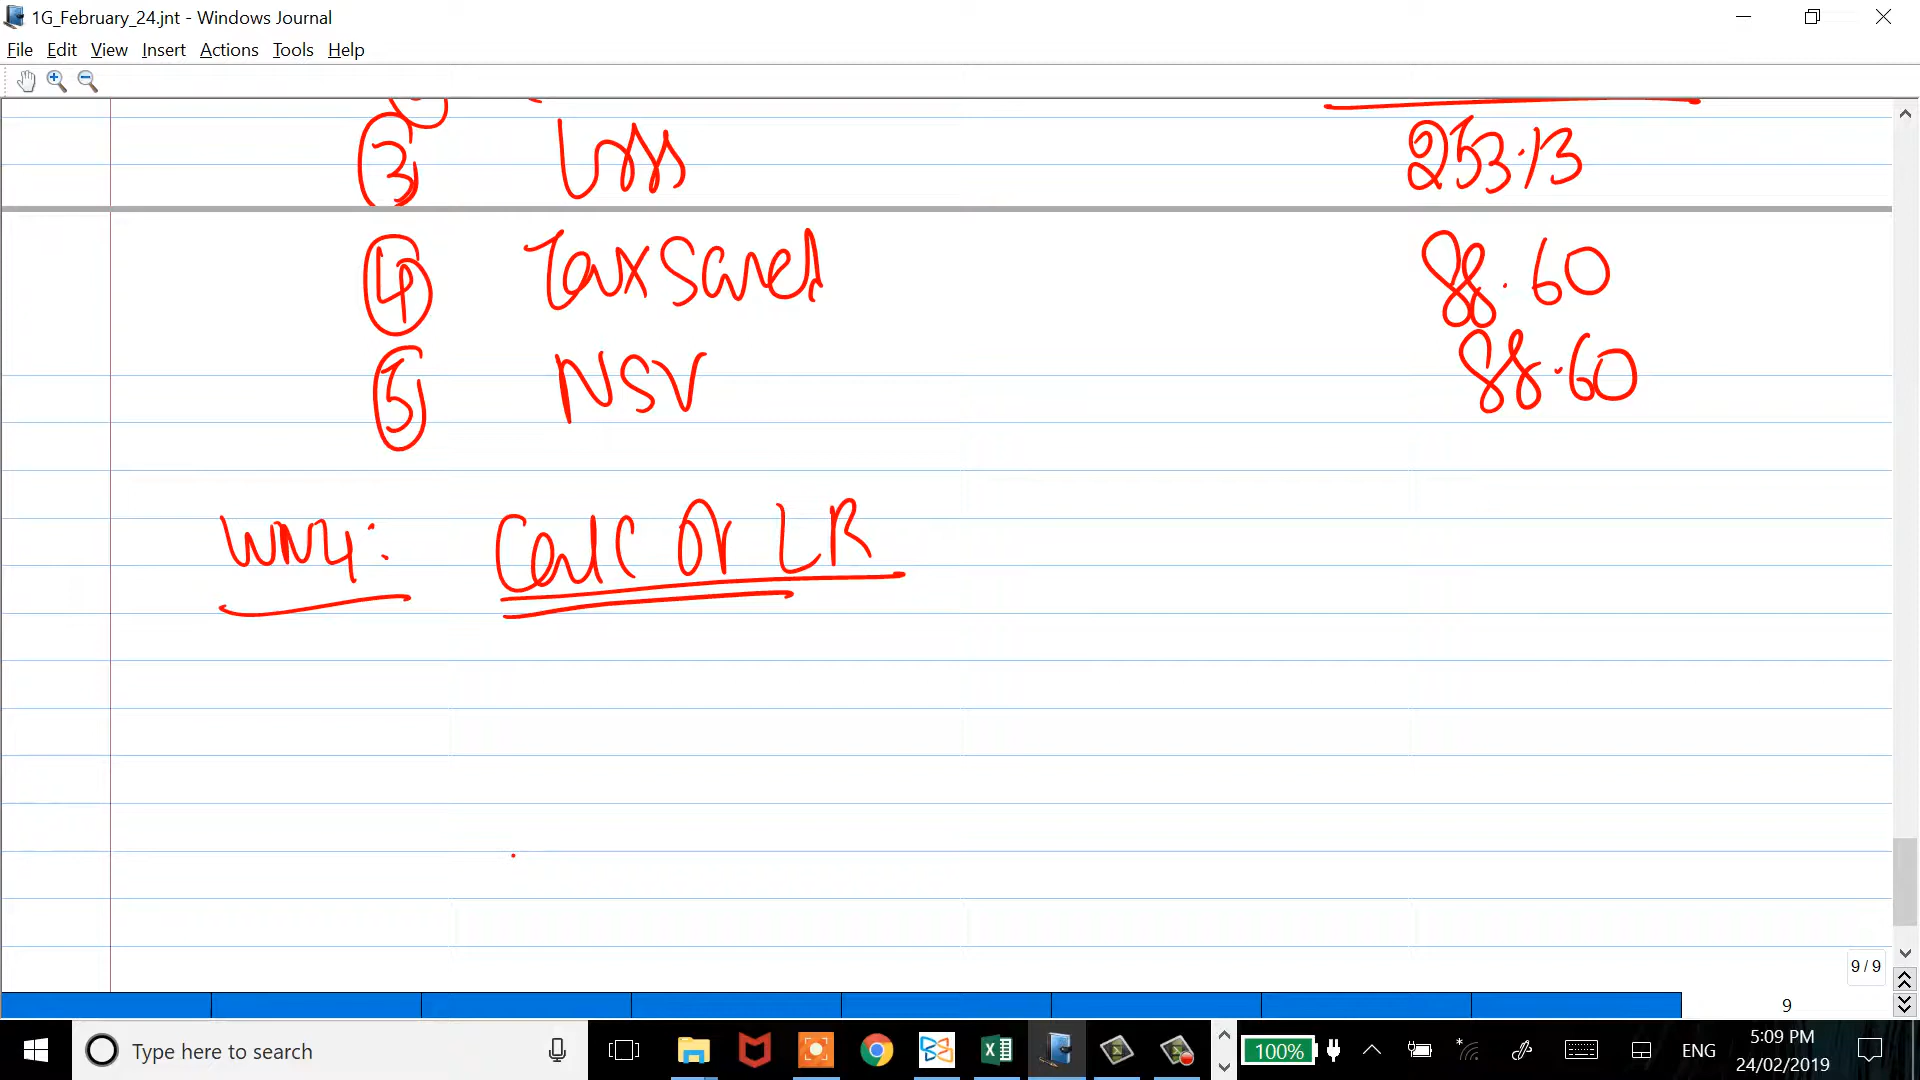 1G_February_24.jnt - Windows Journal
File Edit View Insert Actions Tools Help
3 Loss 253.13
4 Tax saved 88.60
5 NSV 88.60
WN4: Calc of LR
9 / 9
9
Type here to search
100%
ENG
5:09 PM
24/02/2019